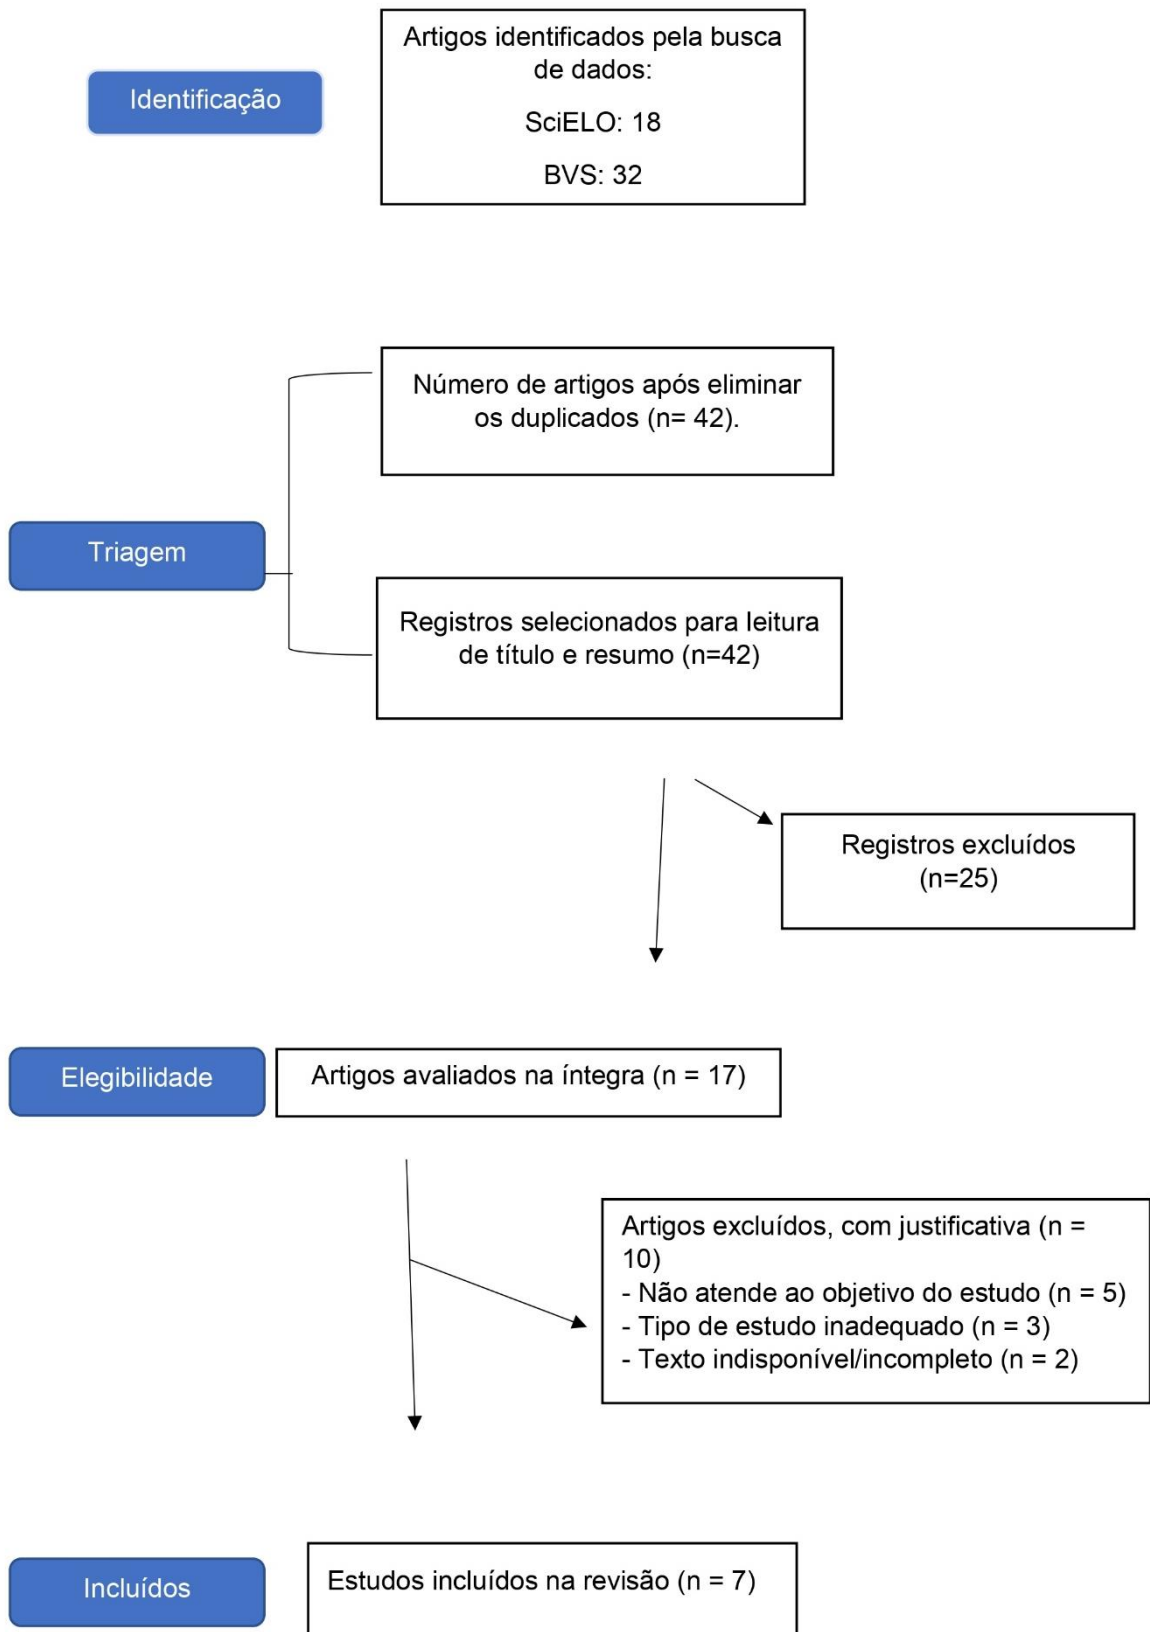 Identificação
Artigos identificados pela busca
de dados:
SciELO: 18
BVS: 32
Número de artigos após eliminar
os duplicados (n= 42).
Triagem
Registros selecionados para leitura
de título e resumo (n=42)
Registros excluídos
(n=25)
Elegibilidade
Artigos avaliados na íntegra (n = 17)
Artigos excluídos, com justificativa (n =
10)
- Não atende ao objetivo do estudo (n = 5)
- Tipo de estudo inadequado (n = 3)
- Texto indisponível/incompleto (n = 2)
Incluídos
Estudos incluídos na revisão (n = 7)